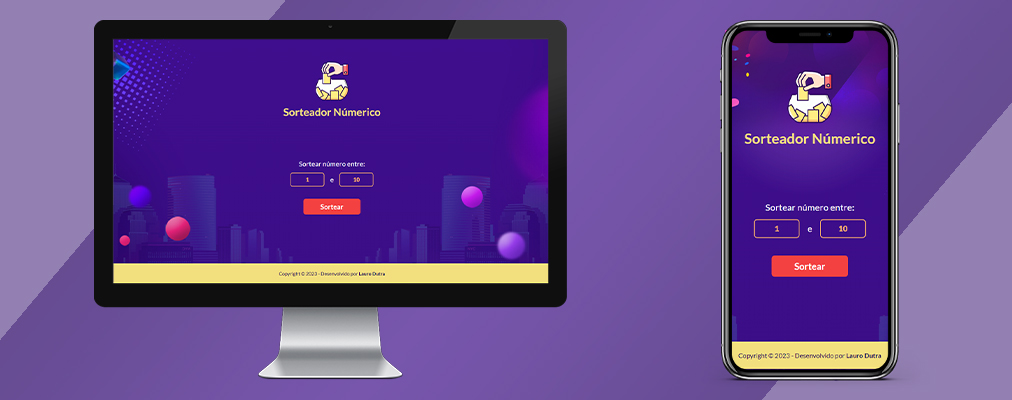 Sorteador Númerico
Sortear número entre:
1 e 10
Sortear
Copyright © 2023 - Desenvolvido por Lauro Dutra
Sorteador Númerico
Sortear número entre:
1 e 10
Sortear
Copyright © 2023 - Desenvolvido por Lauro Dutra